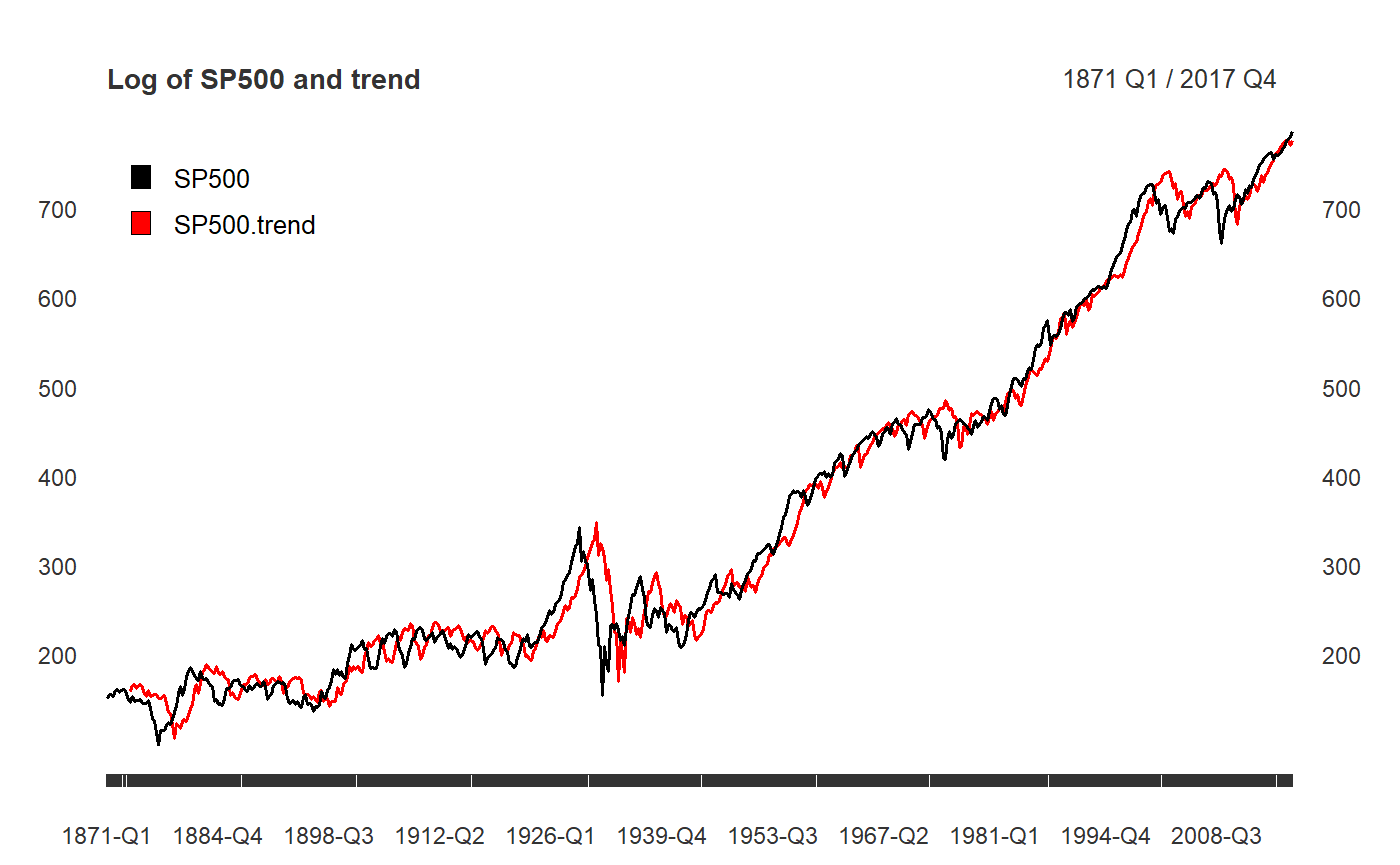 Log of SP500 and trend
1871 Q1 / 2017 Q4
SP500
SP500.trend
700 700
600 600
500 500
400 400
300 300
200 200
1871-Q1 1884-Q4 1898-Q3 1912-Q2 1926-Q1 1939-Q4 1953-Q3 1967-Q2 1981-Q1 1994-Q4 2008-Q3